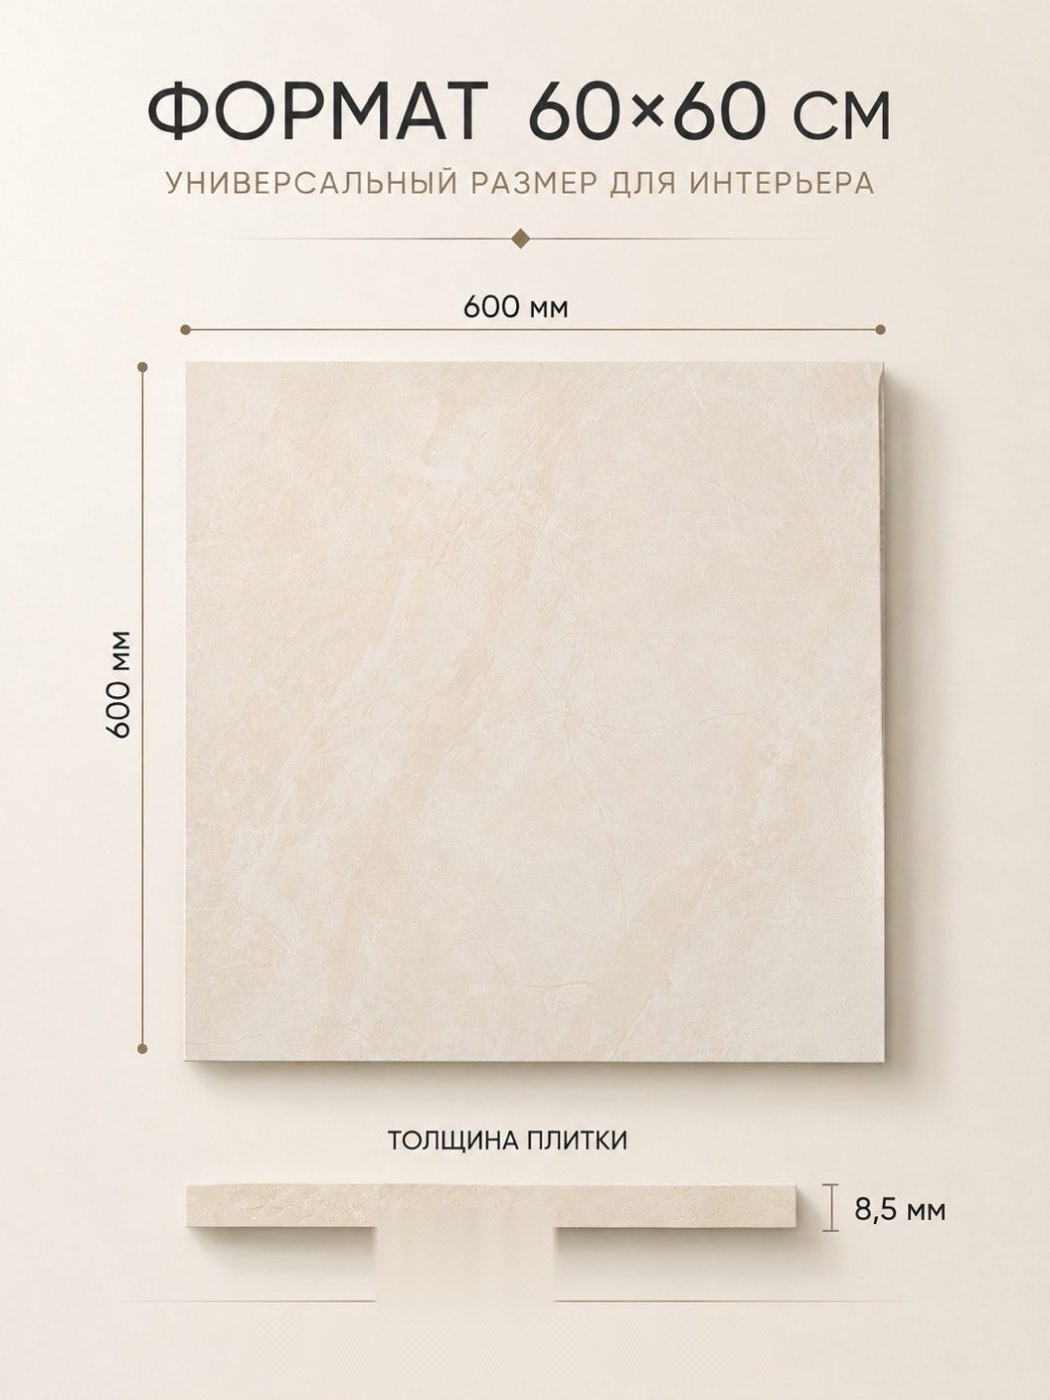 ФОРМАТ 60×60 СМ
УНИВЕРСАЛЬНЫЙ РАЗМЕР ДЛЯ ИНТЕРЬЕРА
600 мм
600 мм
ТОЛЩИНА ПЛИТКИ
8,5 мм